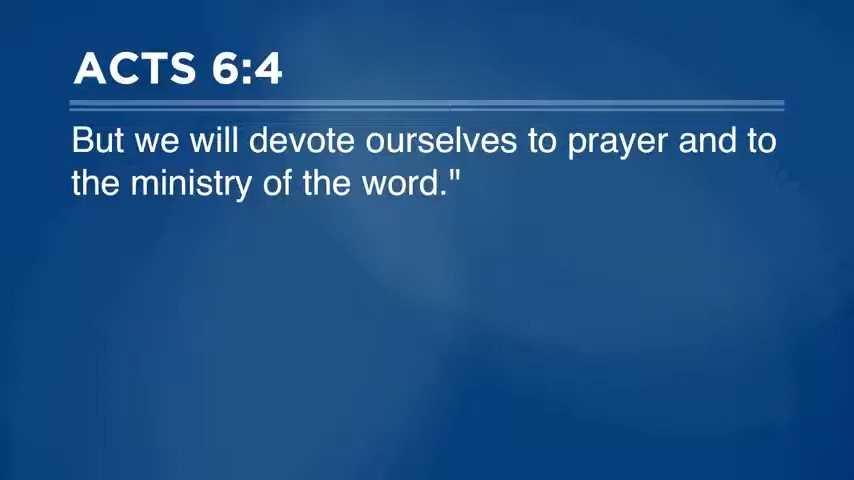 ACTS 6:4
But we will devote ourselves to prayer and to
the ministry of the word."